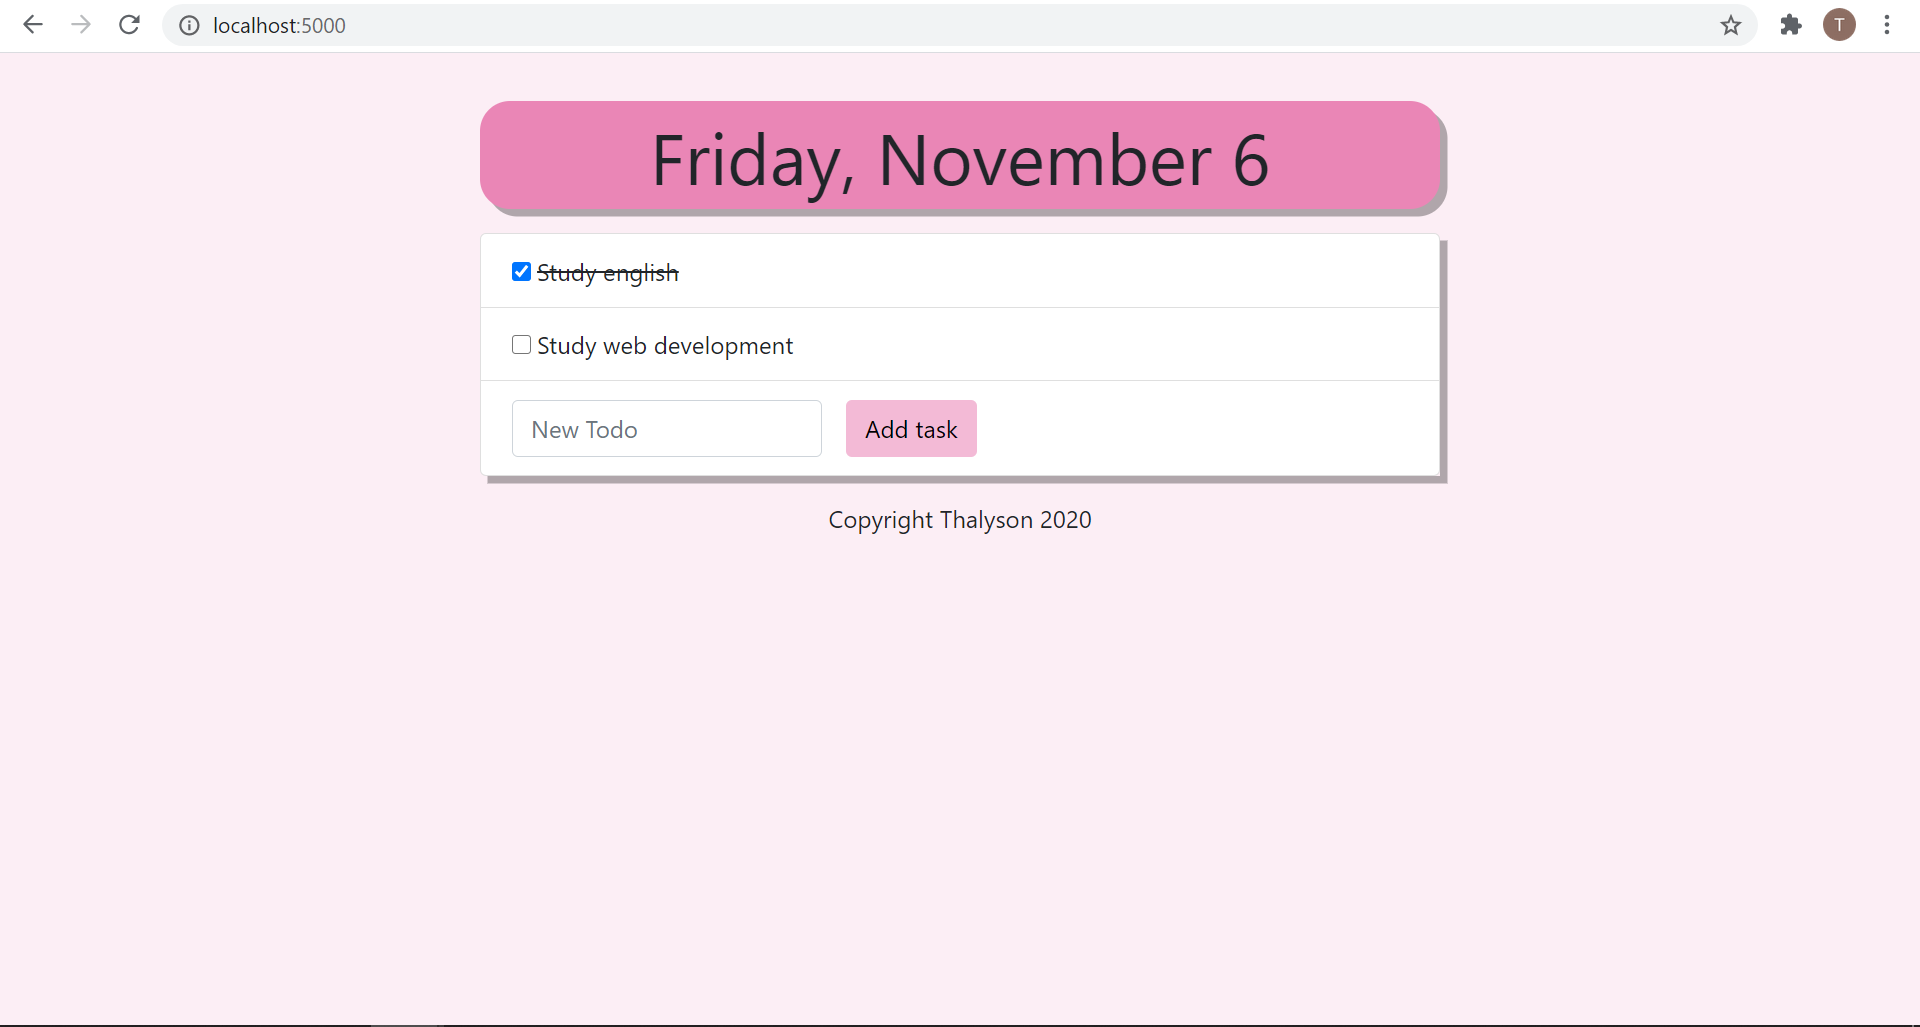 localhost:5000
T
Friday, November 6
Study english
Study web development
New Todo
Add task
Copyright Thalyson 2020